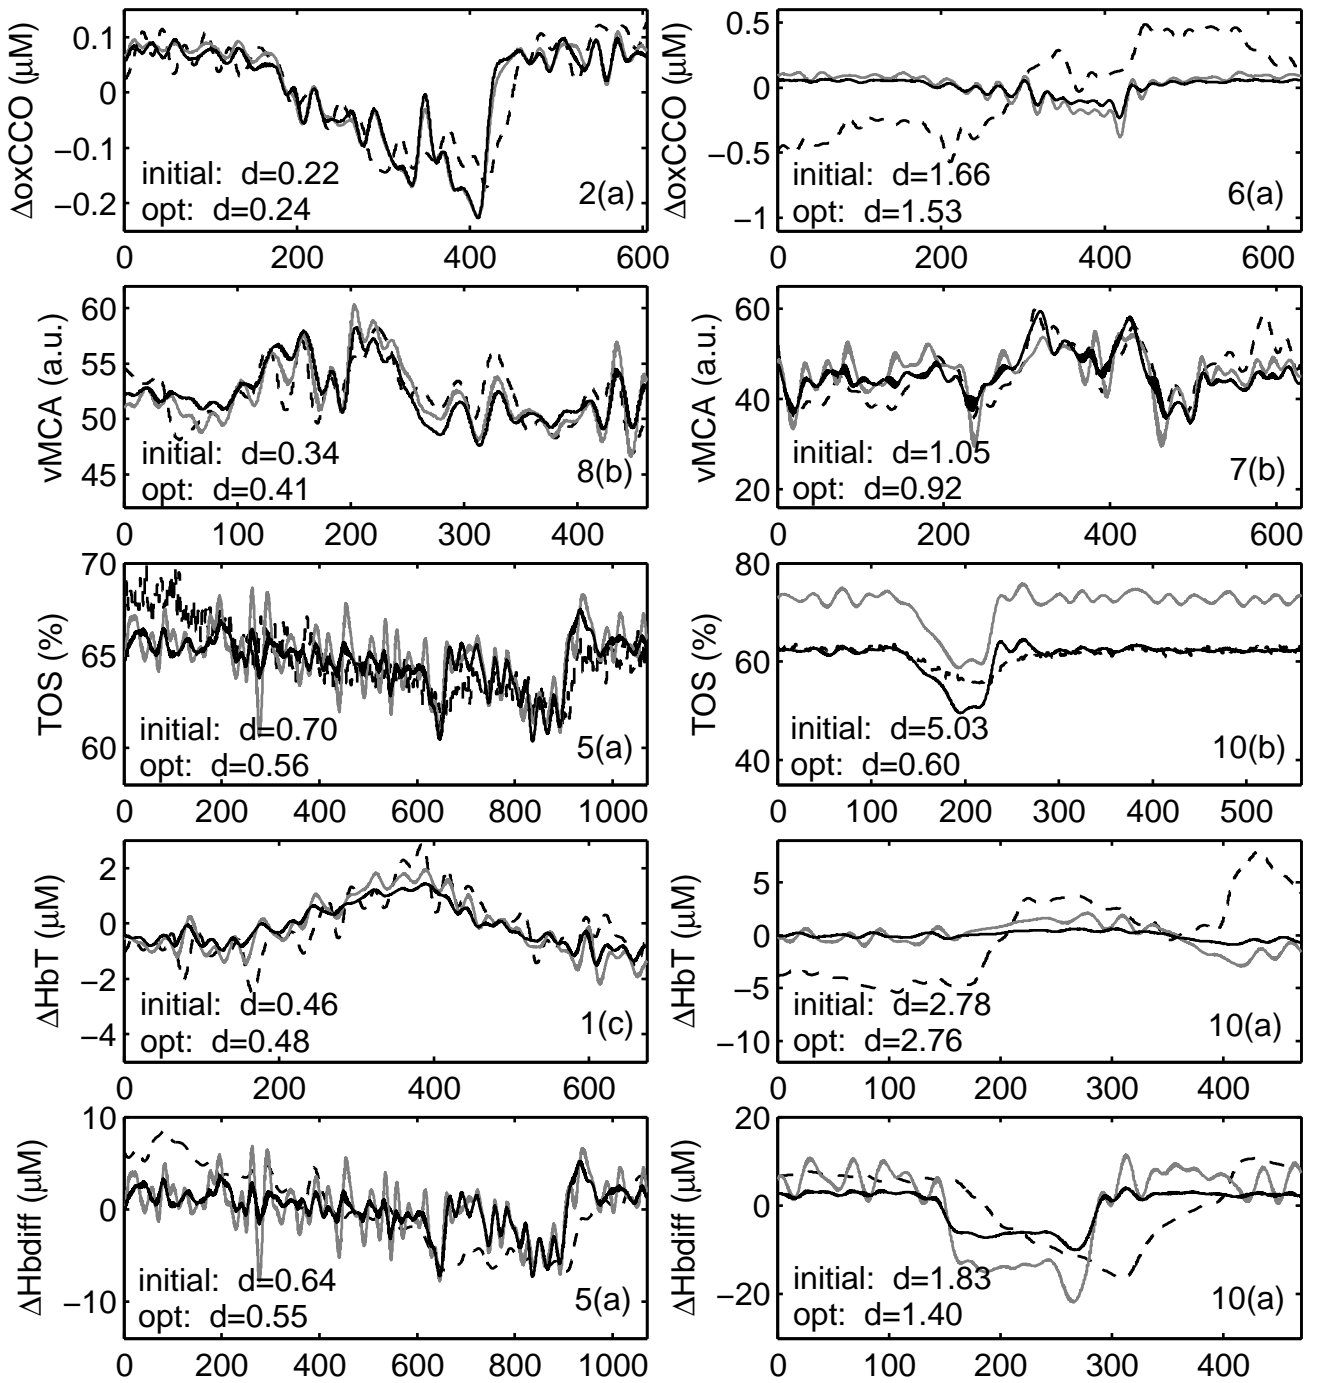 ΔoxCCO (μM)
0.1
0
−0.1
−0.2
initial: d=0.22
opt: d=0.24
2(a)
0 200 400 600
ΔoxCCO (μM)
0.5
0
−0.5
−1
initial: d=1.66
opt: d=1.53
6(a)
0 200 400 600
vMCA (a.u.)
60
55
50
45
initial: d=0.34
opt: d=0.41
8(b)
0 100 200 300 400
vMCA (a.u.)
60
40
20
initial: d=1.05
opt: d=0.92
7(b)
0 200 400 600
TOS (%)
70
65
60
initial: d=0.70
opt: d=0.56
5(a)
0 200 400 600 800 1000
TOS (%)
80
60
40
initial: d=5.03
opt: d=0.60
10(b)
0 100 200 300 400 500
ΔHbT (μM)
2
0
−2
−4
initial: d=0.46
opt: d=0.48
1(c)
0 200 400 600
ΔHbT (μM)
5
0
−5
−10
initial: d=2.78
opt: d=2.76
10(a)
0 100 200 300 400
ΔHbdiff (μM)
10
5
0
−10
initial: d=0.64
opt: d=0.55
5(a)
0 200 400 600 800 1000
ΔHbdiff (μM)
20
0
−20
initial: d=1.83
opt: d=1.40
10(a)
0 100 200 300 400